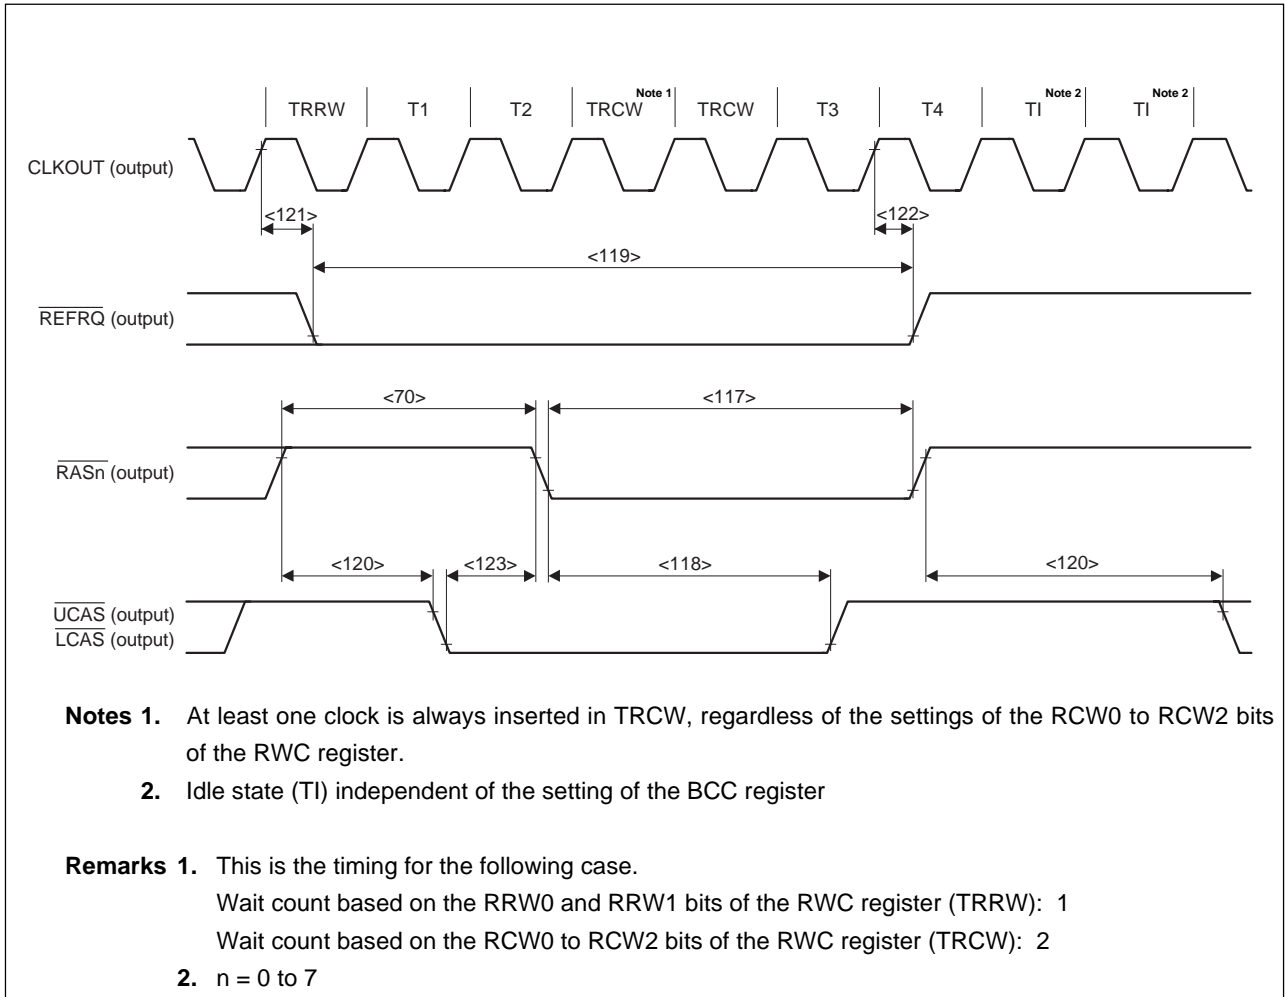 TRRW T1 T2 TRCW Note 1 TRCW T3 T4 TI Note 2 TI Note 2
CLKOUT (output)
<121> <122>
<119>
REFRQ (output)
<70> <117>
RASn (output)
<120> <123> <118> <120>
UCAS (output)
LCAS (output)
Notes 1. At least one clock is always inserted in TRCW, regardless of the settings of the RCW0 to RCW2 bits
of the RWC register.
2. Idle state (TI) independent of the setting of the BCC register
Remarks 1. This is the timing for the following case.
Wait count based on the RRW0 and RRW1 bits of the RWC register (TRRW): 1
Wait count based on the RCW0 to RCW2 bits of the RWC register (TRCW): 2
2. n = 0 to 7